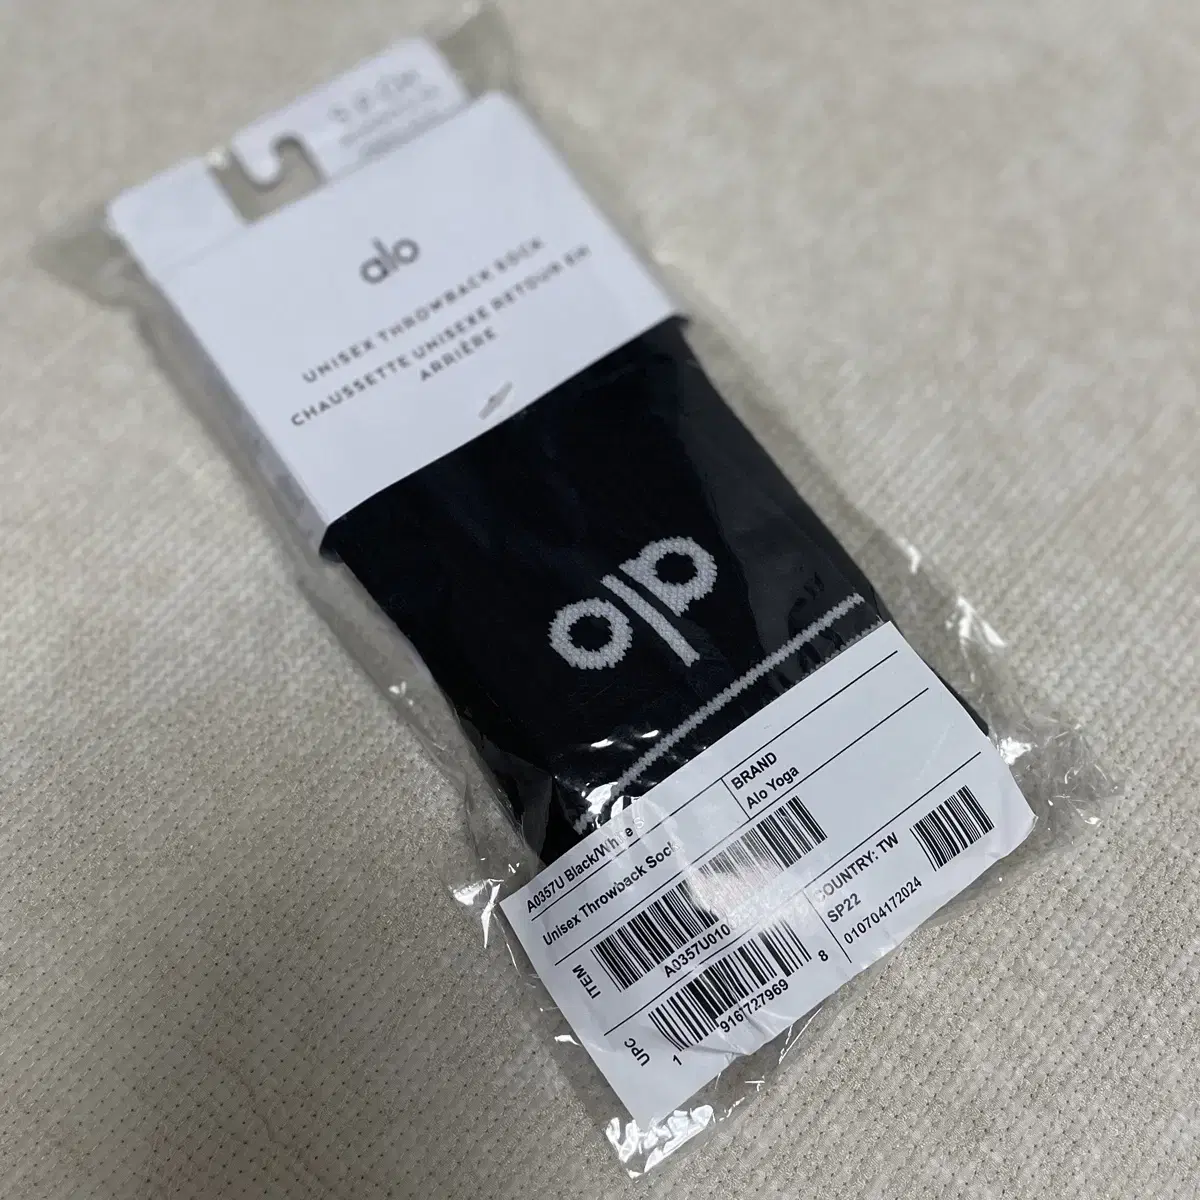 alo
UNISEX THROWBACK SOCK
CHAUSSETTE UNISEXE RETOUR EN
ARRIÈRE
alo
A0357U Black/White S
BRAND
Alo Yoga
Unisex Throwback Sock
ITEM
A0357U010
COUNTRY: TW
SP22
010704172024
UPC
1 916727969 8